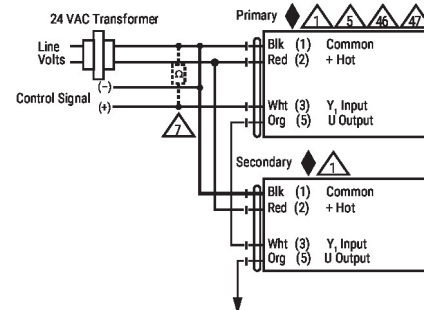 24 VAC Transformer
Primary 1 5 46 47
Line
Volts
Blk (1) Common
Red (2) + Hot
Ω
Control Signal (–)
(+)
7
Wht (3) Y₁ Input
Org (5) U Output
Secondary 1
Blk (1) Common
Red (2) + Hot
Wht (3) Y₁ Input
Org (5) U Output